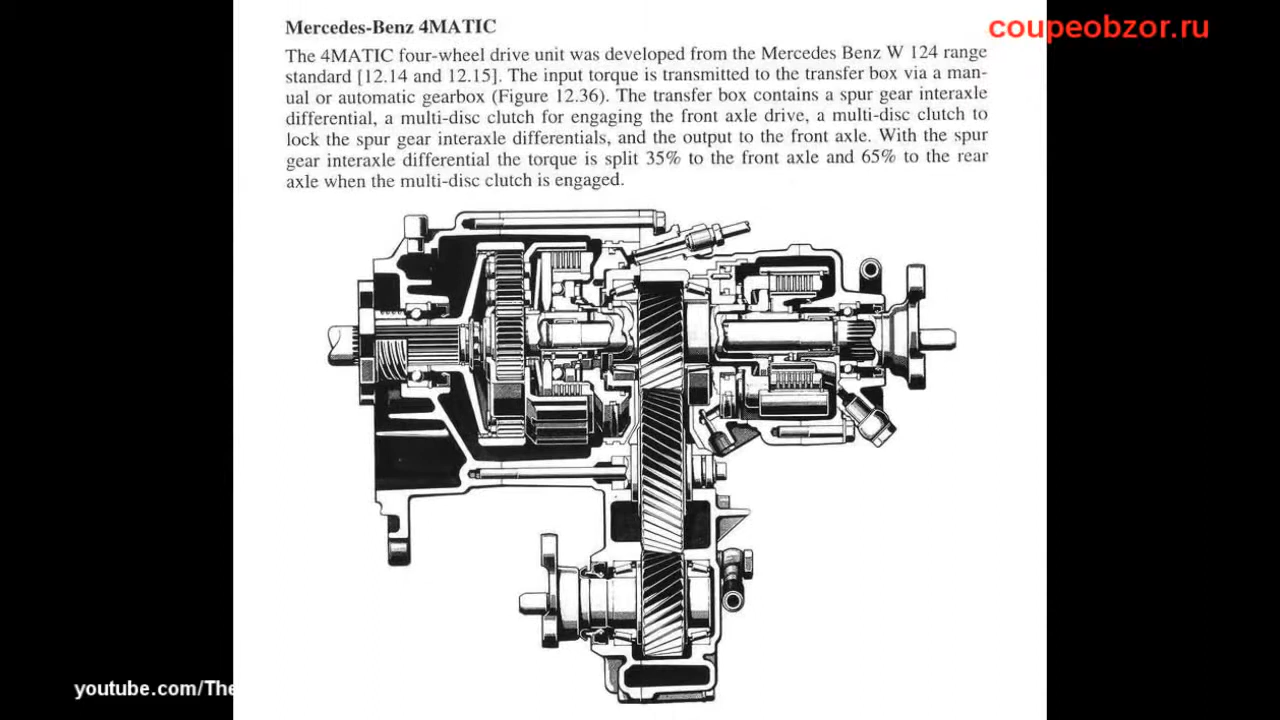 Mercedes-Benz 4MATIC
coupeobzor.ru
The 4MATIC four-wheel drive unit was developed from the Mercedes Benz W 124 range
standard [12.14 and 12.15]. The input torque is transmitted to the transfer box via a man-
ual or automatic gearbox (Figure 12.36). The transfer box contains a spur gear interaxle
differential, a multi-disc clutch for engaging the front axle drive, a multi-disc clutch to
lock the spur gear interaxle differentials, and the output to the front axle. With the spur
gear interaxle differential the torque is split 35% to the front axle and 65% to the rear
axle when the multi-disc clutch is engaged.
youtube.com/The